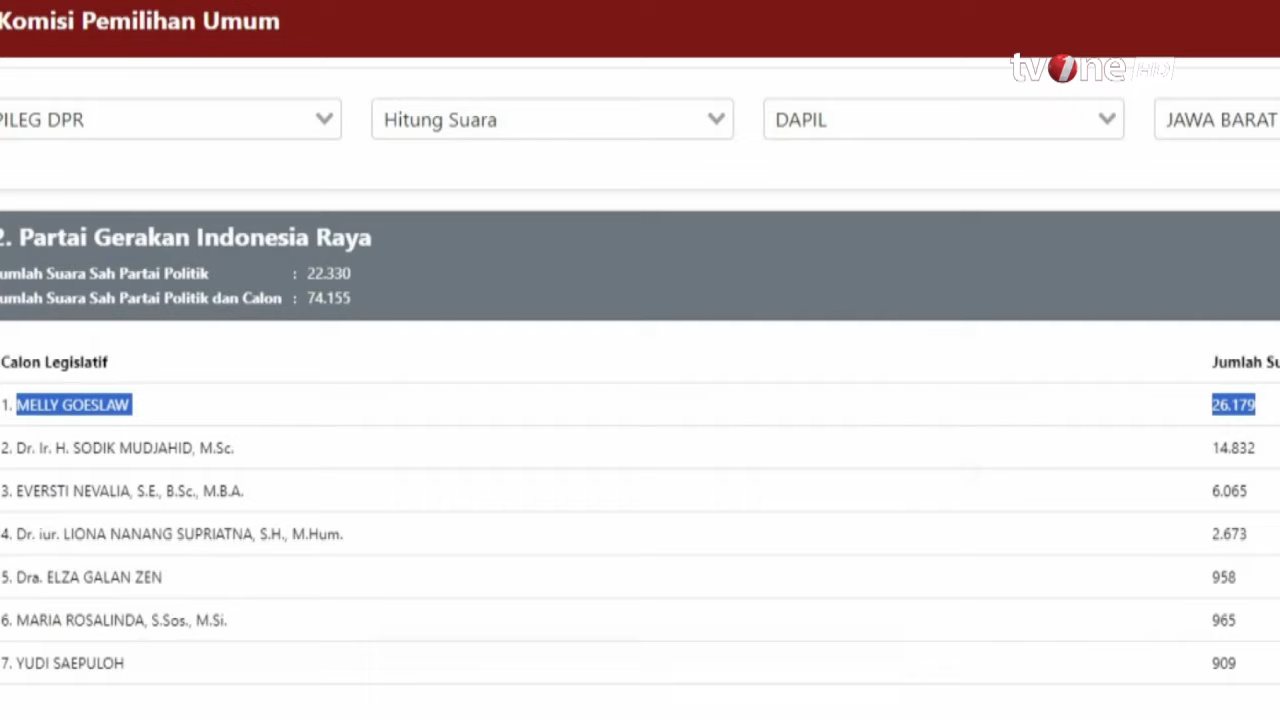 Komisi Pemilihan Umum
tvOne HD
PILEG DPR
Hitung Suara
DAPIL
JAWA BARAT
2. Partai Gerakan Indonesia Raya
umlah Suara Sah Partai Politik : 22.330
umlah Suara Sah Partai Politik dan Calon : 74.155
Calon Legislatif Jumlah Su
1. MELLY GOESLAW 26.179
2. Dr. Ir. H. SODIK MUDJAHID, M.Sc. 14.832
3. EVERSTI NEVALIA, S.E., B.Sc., M.B.A. 6.065
4. Dr. iur. LIONA NANANG SUPRIATNA, S.H., M.Hum. 2.673
5. Dra. ELZA GALAN ZEN 958
6. MARIA ROSALINDA, S.Sos., M.Si. 965
7. YUDI SAEPULOH 909